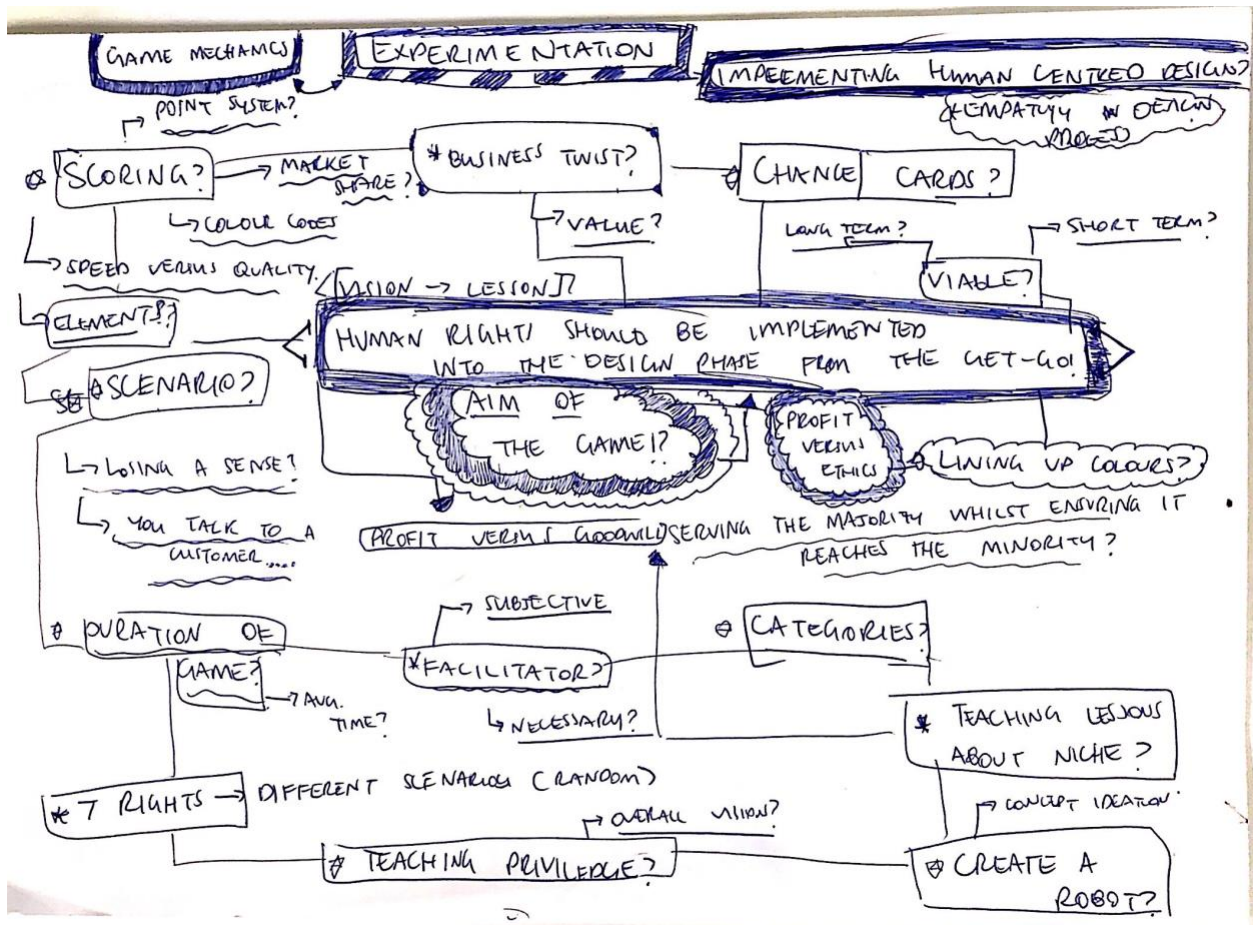 GAME MECHANICS
EXPERIMENTATION
IMPLEMENTING HUMAN CENTRED DESIGN?
*EMPATHY IN DESIGN
PROCESS
POINT SYSTEM?
* SCORING?
MARKET
SHARE?
* BUSINESS TWIST?
* CHANCE CARDS?
COLOUR CODES
VALUE?
LONG TERM?
SHORT TERM?
SPEED VERSUS QUALITY.
[VISION → LESSON]?
VIABLE?
ELEMENTS?
HUMAN RIGHTS SHOULD BE IMPLEMENTED
INTO THE DESIGN PHASE FROM THE GET-GO!
* SCENARIO?
AIM OF
THE GAME!?
PROFIT
VERSUS
ETHICS
LINING UP COLOURS?
LOSING A SENSE?
YOU TALK TO A
CUSTOMER.....
PROFIT VERSUS GOODWILL
SERVING THE MAJORITY WHILST ENSURING IT
REACHES THE MINORITY?
SUBJECTIVE
* DURATION OF
GAME?
AVG.
TIME?
*FACILITATOR?
NECESSARY?
* CATEGORIES?
* TEACHING LESSONS
ABOUT NICHE?
* 7 RIGHTS → DIFFERENT SCENARIOS (RANDOM)
CONCEPT IDEATION
OVERALL VISION?
* TEACHING PRIVILEDGE?
* CREATE A
ROBOT?